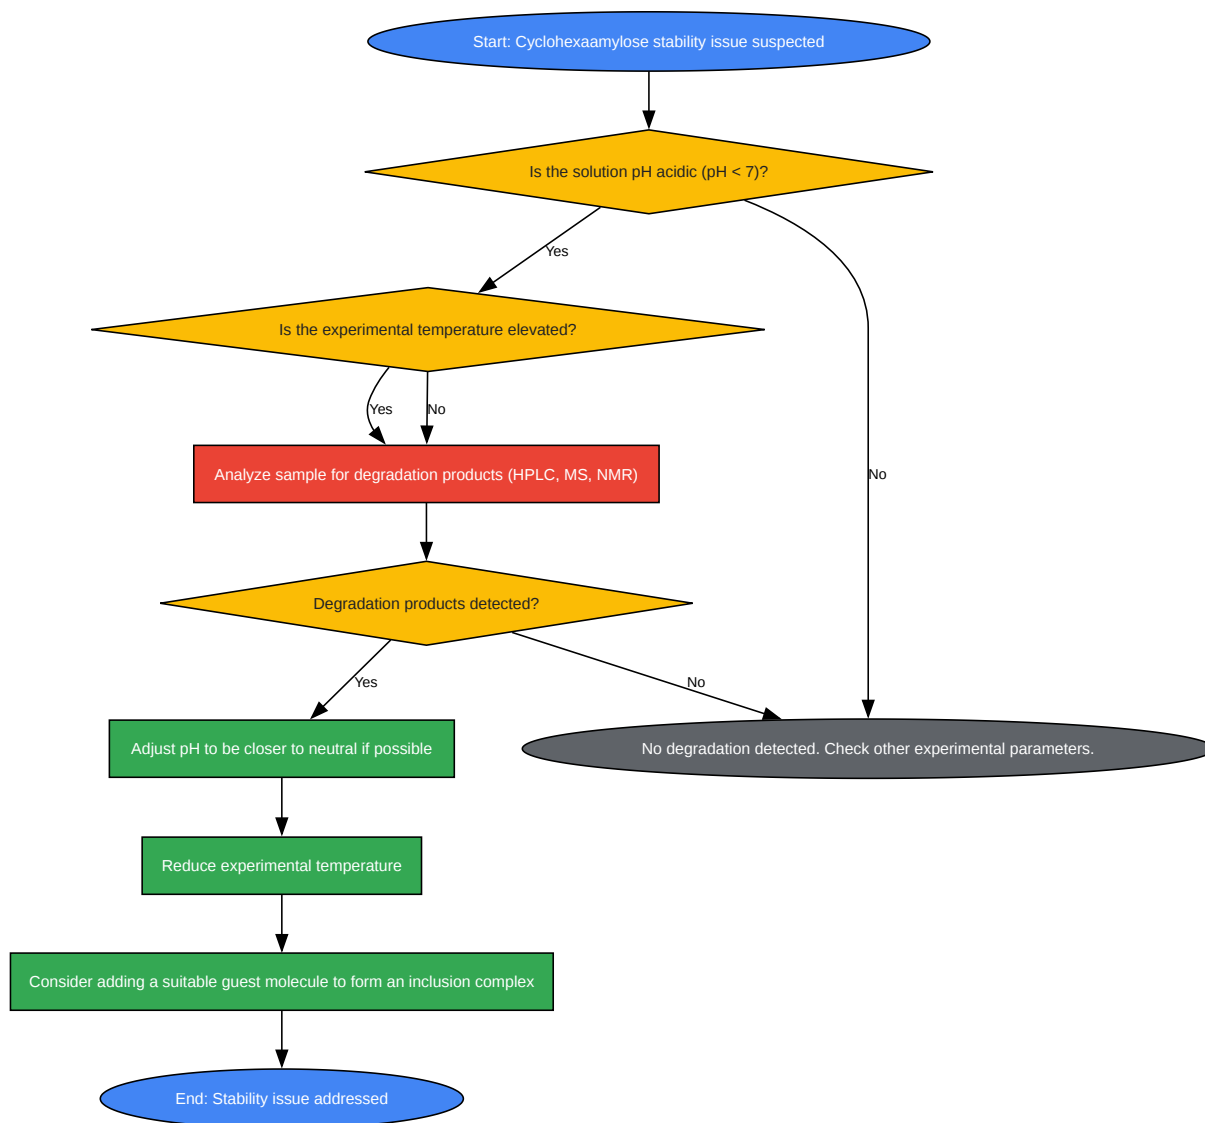 Start: Cyclohexaamylose stability issue suspected
Is the solution pH acidic (pH < 7)?
Yes
Is the experimental temperature elevated?
Yes
No
Analyze sample for degradation products (HPLC, MS, NMR)
No
Degradation products detected?
Yes
No
Adjust pH to be closer to neutral if possible
No degradation detected. Check other experimental parameters.
Reduce experimental temperature
Consider adding a suitable guest molecule to form an inclusion complex
End: Stability issue addressed